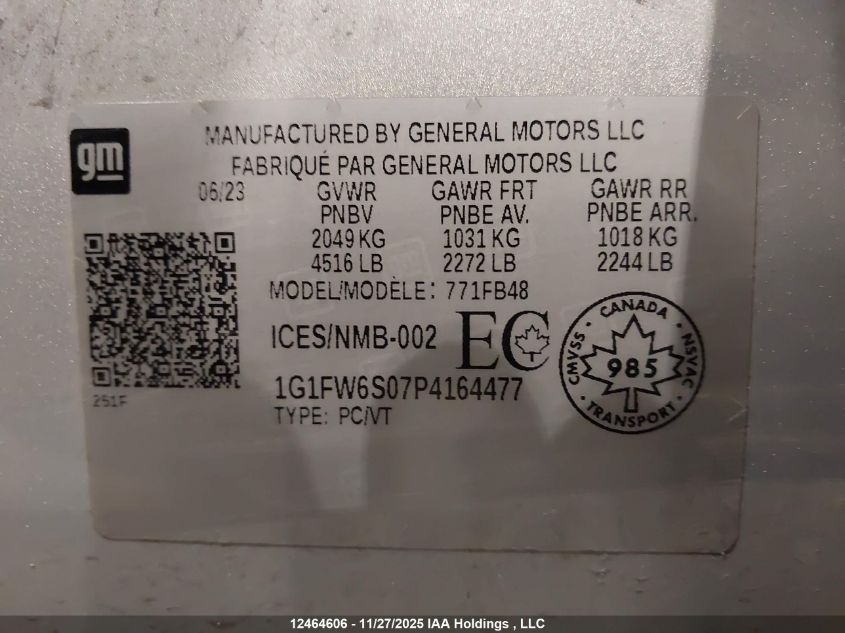 gm
MANUFACTURED BY GENERAL MOTORS LLC
FABRIQUÉ PAR GENERAL MOTORS LLC
06/23 GVWR GAWR FRT GAWR RR
PNBV PNBE AV. PNBE ARR.
2049 KG 1031 KG 1018 KG
4516 LB 2272 LB 2244 LB
MODEL/MODÈLE: 771FB48
ICES/NMB-002 EC
CANADA
CMVSS 985 NSVAC
TRANSPORT
1G1FW6S07P4164477
251F
TYPE: PC/VT
12464606 - 11/27/2025 IAA Holdings , LLC